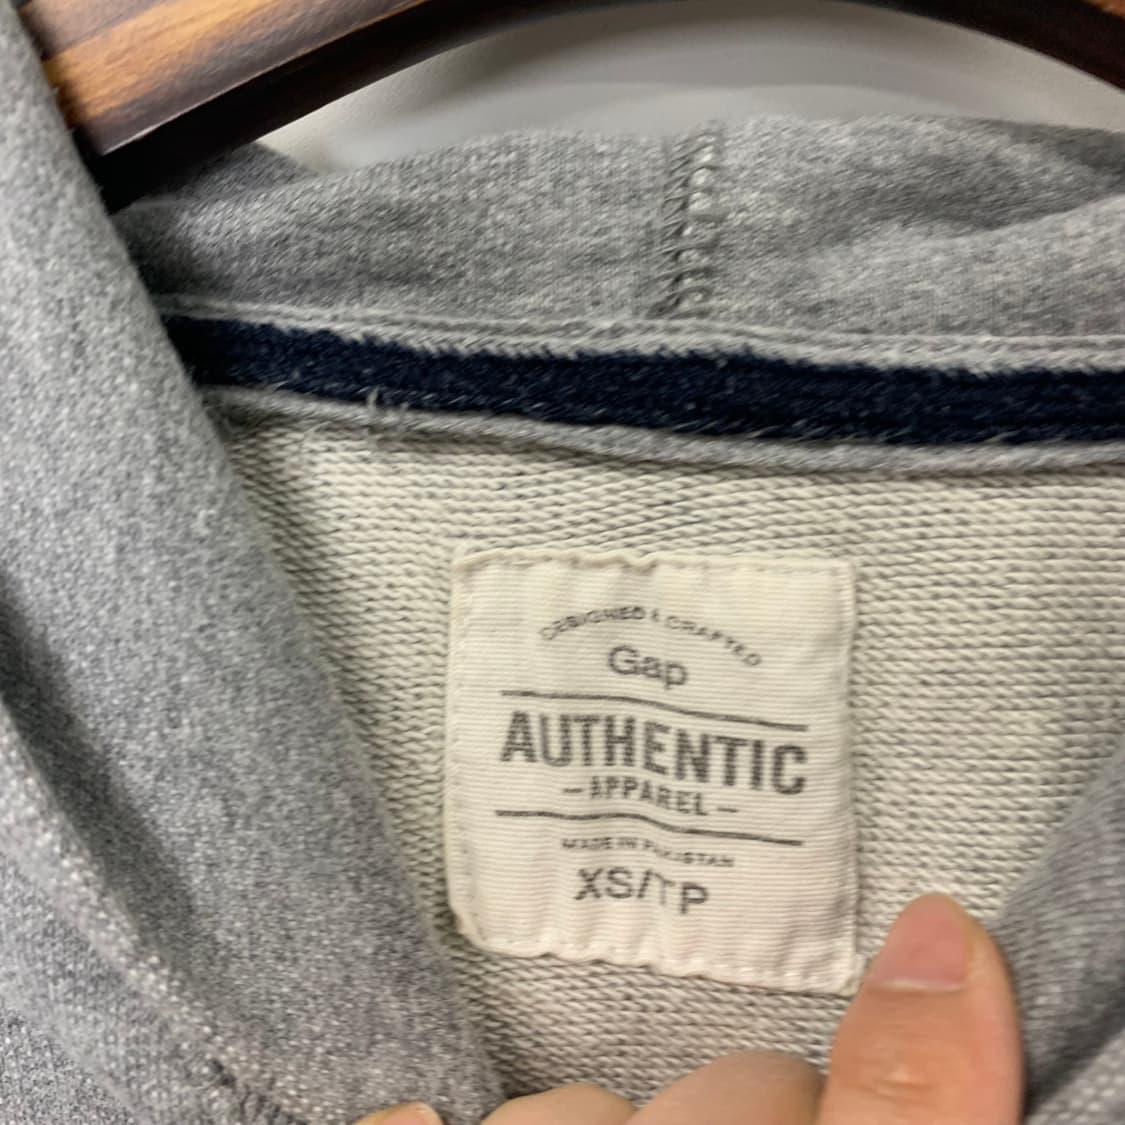 DESIGNED & CRAFTED
Gap
AUTHENTIC
- APPAREL -
MADE IN PAKISTAN
XS/TP